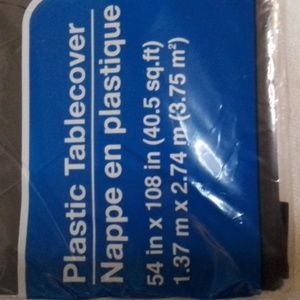 Plastic Tablecover
Nappe en plastique
54 in x 108 in (40.5 sq.ft)
1.37 m x 2.74 m (3.75 m²)